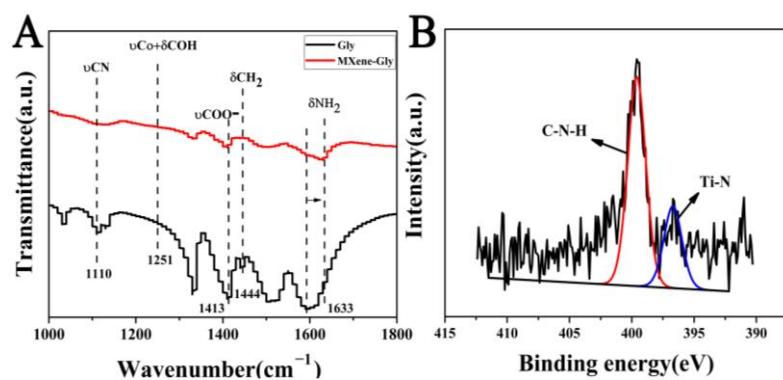 A
υCo+δCOH
Gly
MXene-Gly
υCN
δCH2
υCOO−
δNH2
1110
1251
1413
1444
1633
Transmittance(a.u.)
1000 1200 1400 1600 1800
Wavenumber(cm−1)
B
C-N-H
Ti-N
Intensity(a.u.)
415 410 405 400 395 390
Binding energy(eV)